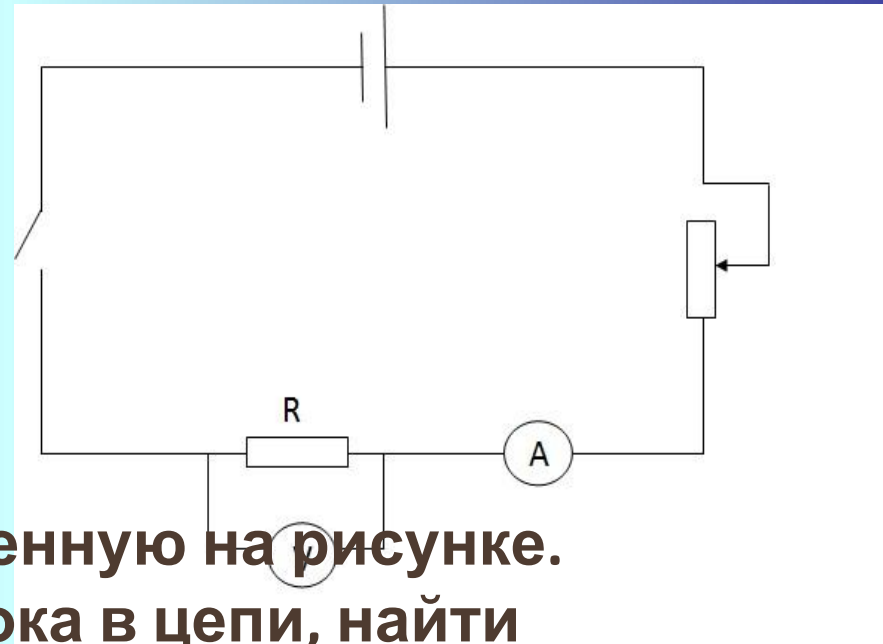 R
A
V
енную на рисунке.
ока в цепи, найти